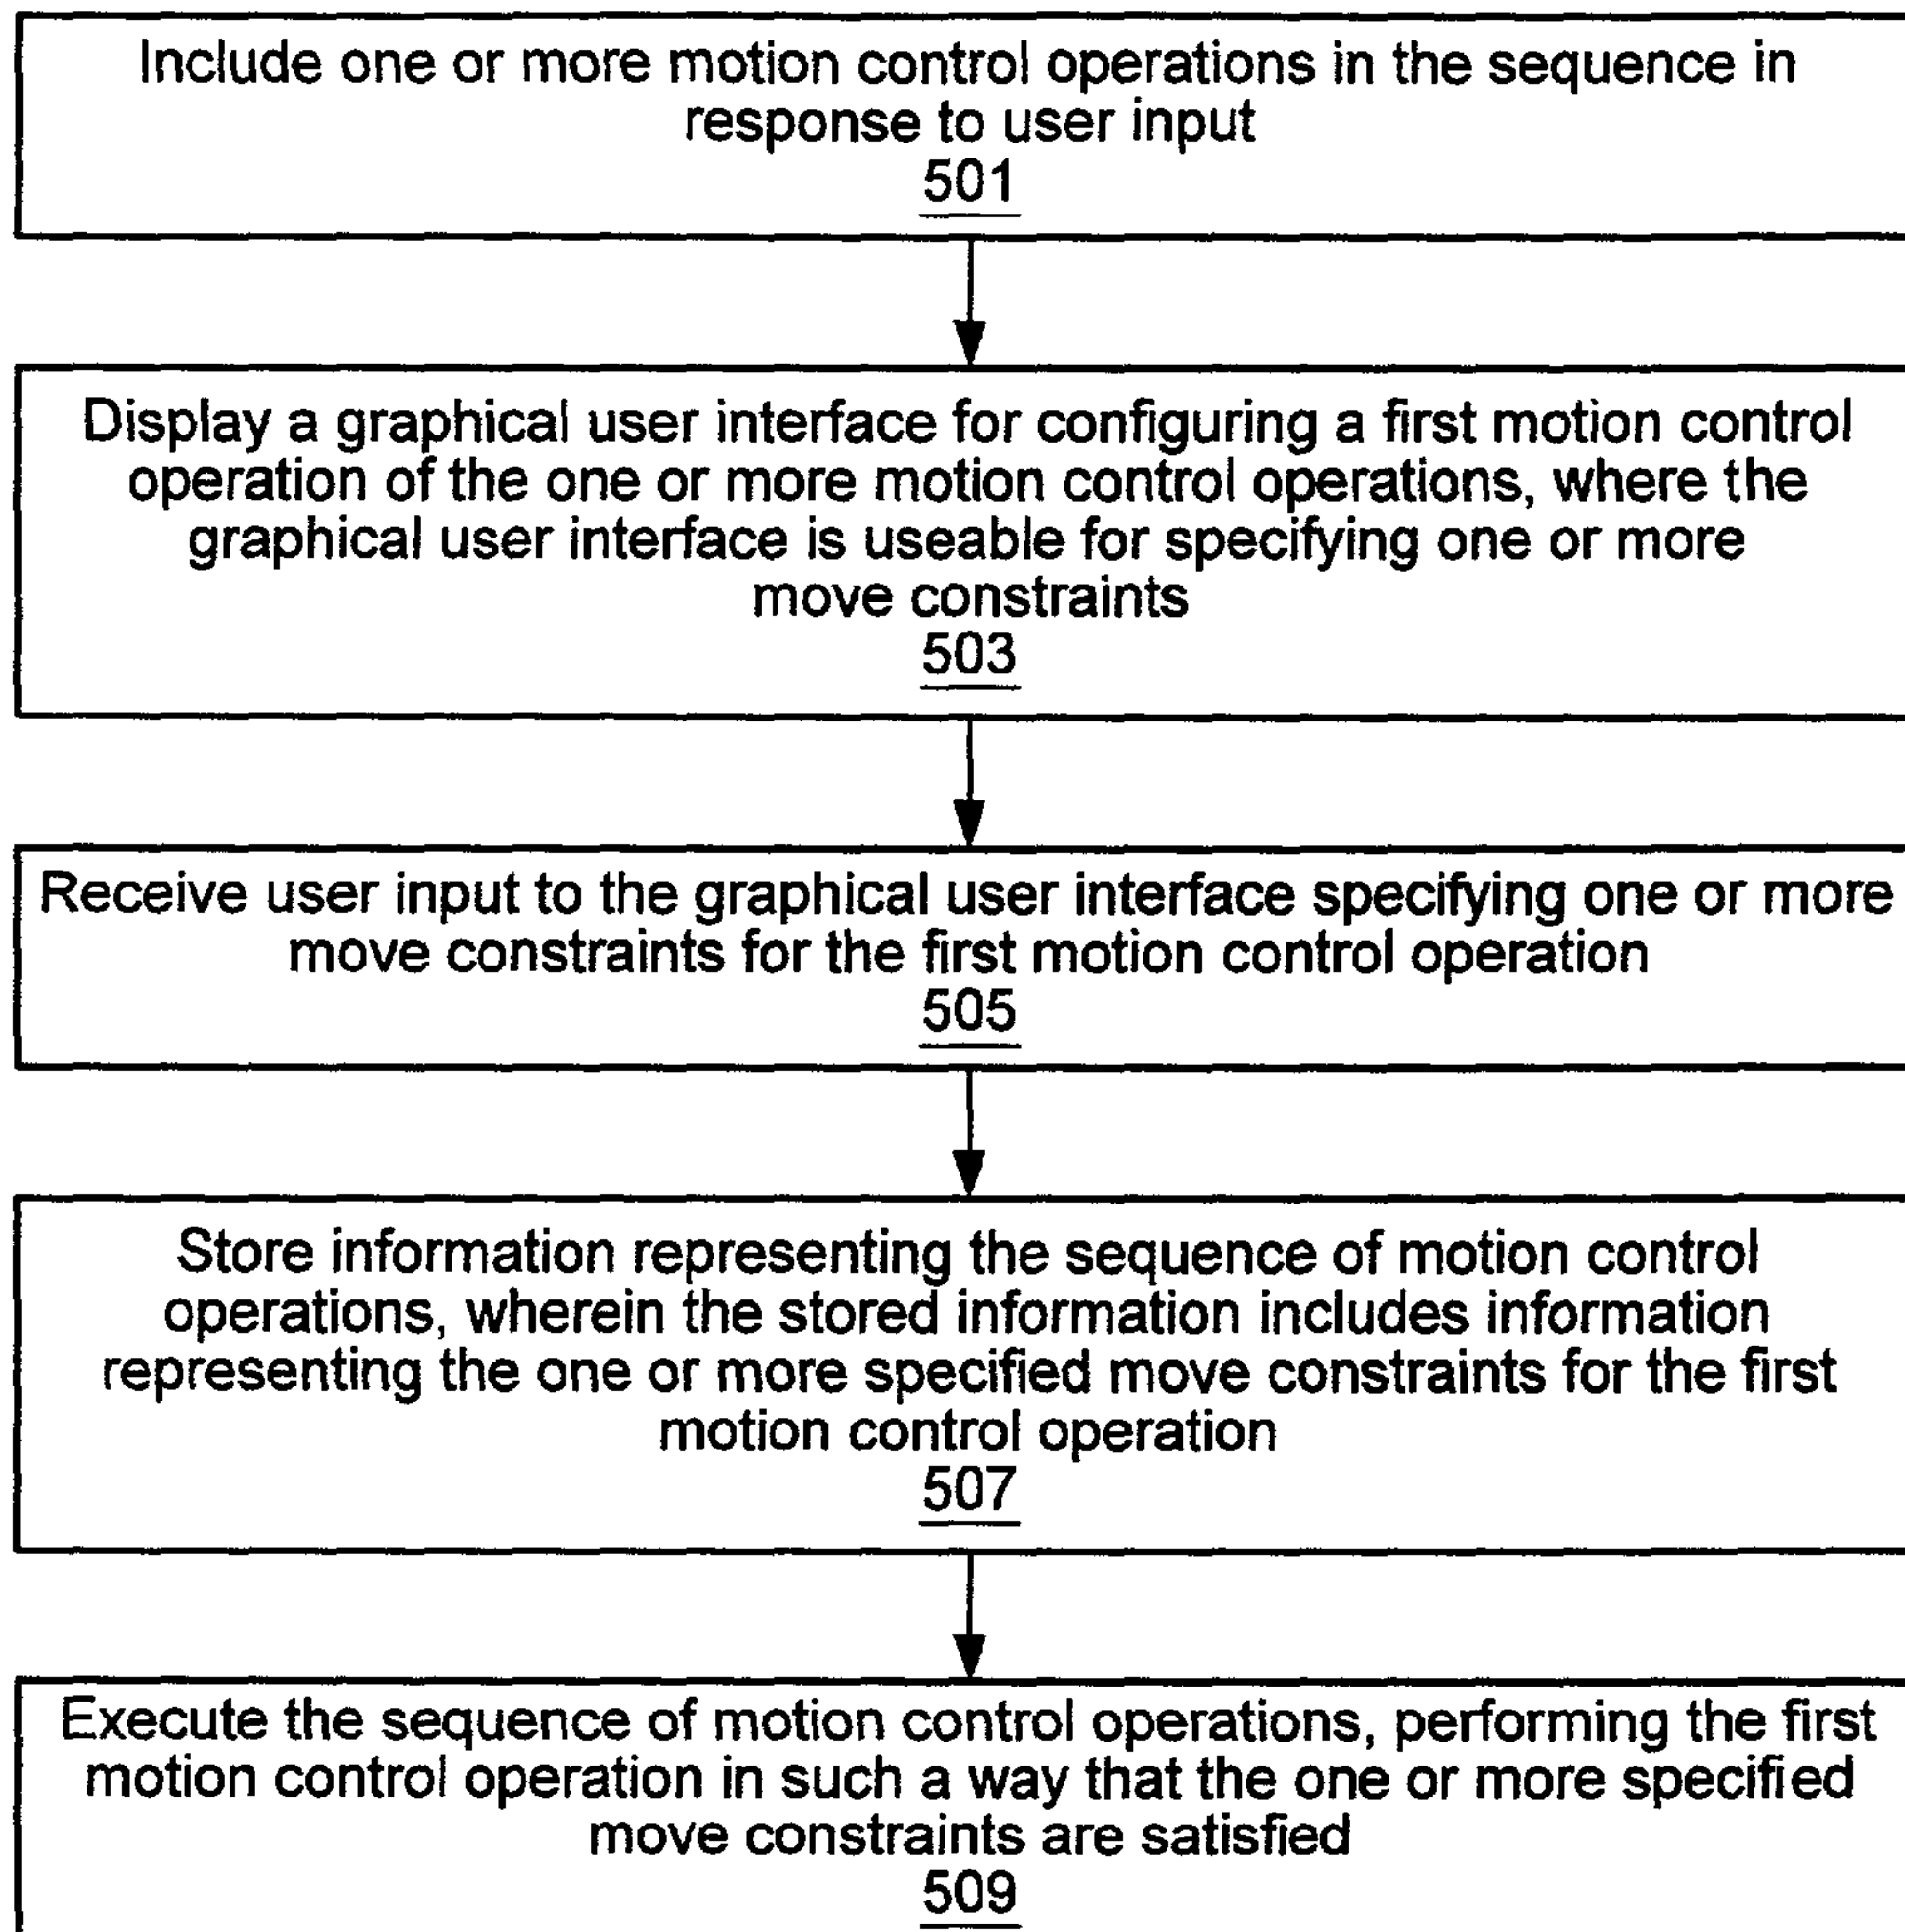 Include one or more motion control operations in the sequence in
response to user input
501
Display a graphical user interface for configuring a first motion control
operation of the one or more motion control operations, where the
graphical user interface is useable for specifying one or more
move constraints
503
Receive user input to the graphical user interface specifying one or more
move constraints for the first motion control operation
505
Store information representing the sequence of motion control
operations, wherein the stored information includes information
representing the one or more specified move constraints for the first
motion control operation
507
Execute the sequence of motion control operations, performing the first
motion control operation in such a way that the one or more specified
move constraints are satisfied
509